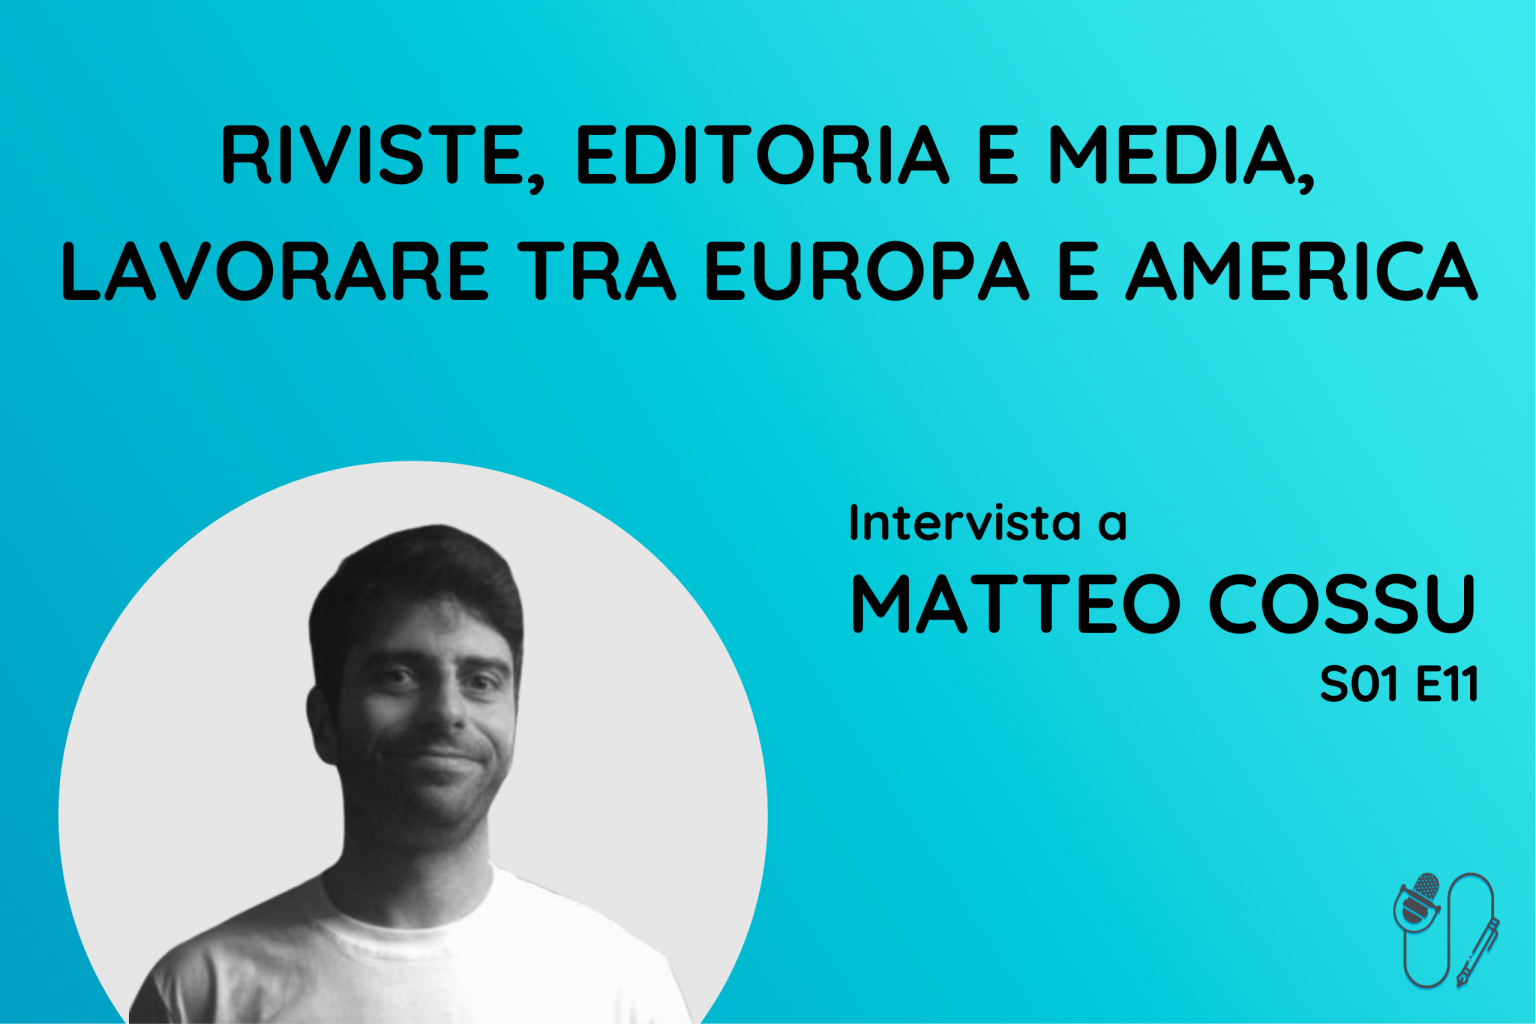 RIVISTE, EDITORIA E MEDIA,
LAVORARE TRA EUROPA E AMERICA
Intervista a
MATTEO COSSU
S01 E11